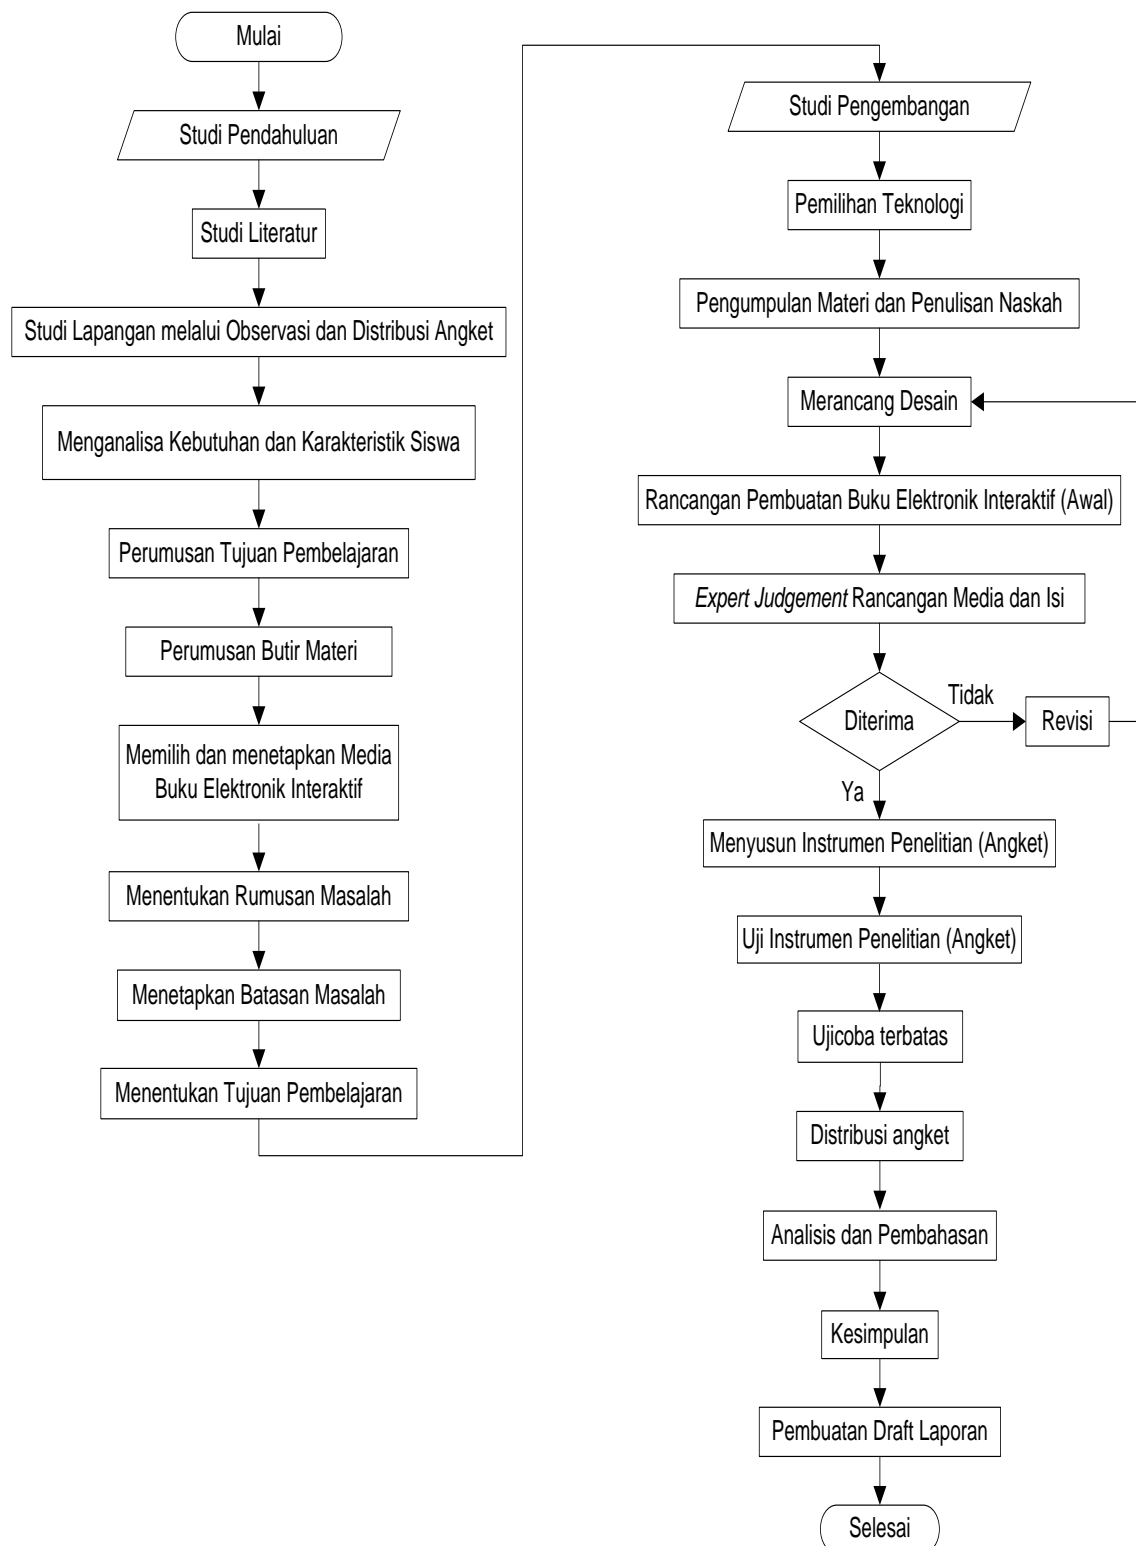 Mulai
Studi Pendahuluan
Studi Literatur
Studi Lapangan melalui Observasi dan Distribusi Angket
Menganalisa Kebutuhan dan Karakteristik Siswa
Perumusan Tujuan Pembelajaran
Perumusan Butir Materi
Memilih dan menetapkan Media
Buku Elektronik Interaktif
Menentukan Rumusan Masalah
Menetapkan Batasan Masalah
Menentukan Tujuan Pembelajaran
Studi Pengembangan
Pemilihan Teknologi
Pengumpulan Materi dan Penulisan Naskah
Merancang Desain
Rancangan Pembuatan Buku Elektronik Interaktif (Awal)
Expert Judgement Rancangan Media dan Isi
Diterima
Tidak
Revisi
Ya
Menyusun Instrumen Penelitian (Angket)
Uji Instrumen Penelitian (Angket)
Ujicoba terbatas
Distribusi angket
Analisis dan Pembahasan
Kesimpulan
Pembuatan Draft Laporan
Selesai